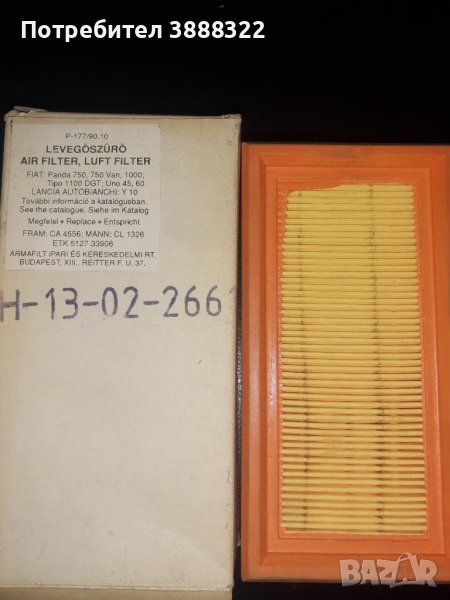 Потребител 3888322
P-177/90.10
LEVEGŐSZŰRŐ
AIR FILTER, LUFT FILTER
FIAT: Panda 750, 750 Van, 1000;
Tipo 1100 DGT; Uno 45, 60
LANCIA AUTOBIANCHI; Y 10
További információ a katalógusban.
See the catalogue. Siehe im Katalog
Megfelel • Replace • Entspricht
FRAM: CA 4556; MANN: CL 1326
ETK 5127 33906
ARMAFILT IPARI ÉS KERESKEDELMI RT.
BUDAPEST, XIII., REITTER F. U. 37.
H-13-02-266
BAZAR